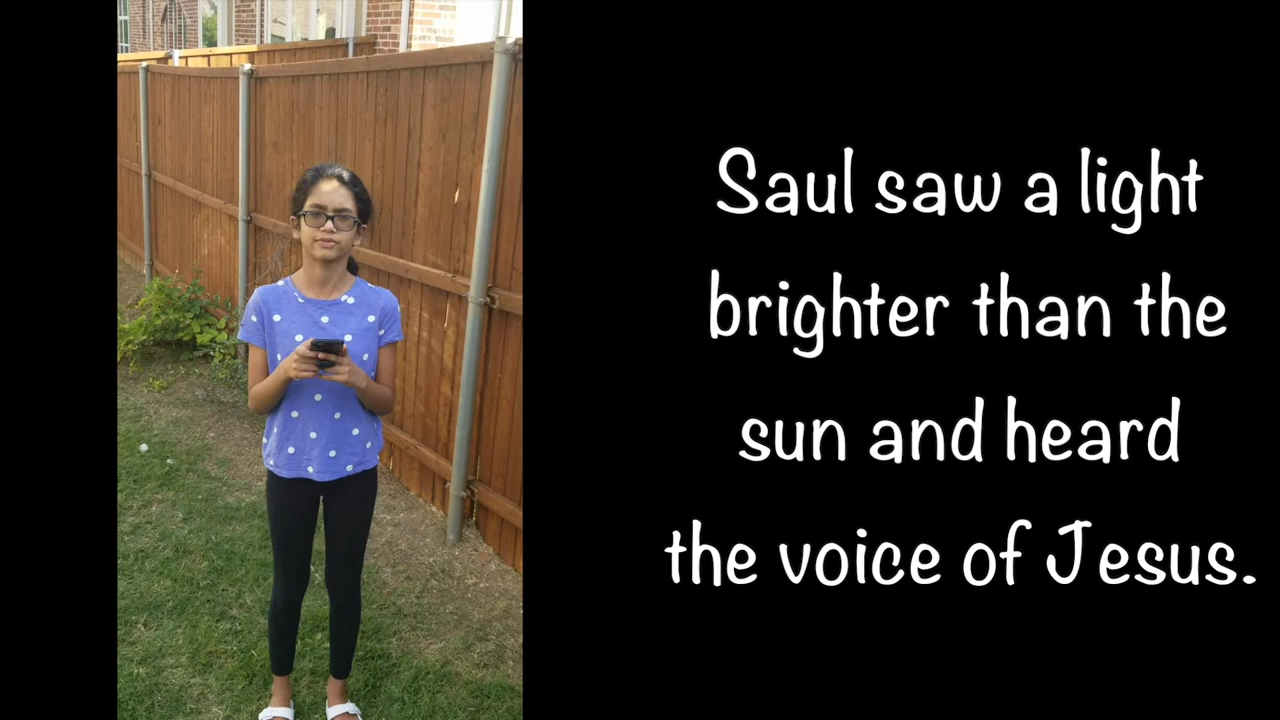 Saul saw a light
brighter than the
sun and heard
the voice of Jesus.